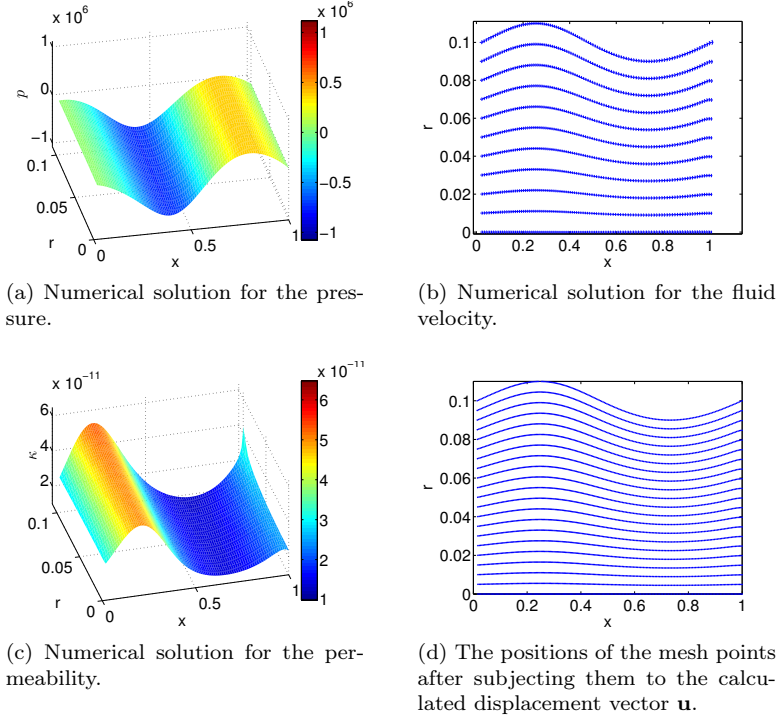 x 10^6
1
0
-1
p
0.1
0.05
0
r
0
0.5
1
x
x 10^6
1
0.5
0
-0.5
-1
0.1
0.08
0.06
0.04
0.02
0
r
0
0.2
0.4
0.6
0.8
1
x
(a) Numerical solution for the pres-
sure.
(b) Numerical solution for the fluid
velocity.
x 10^-11
6
4
2
κ
0.1
0.05
0
r
0
0.5
1
x
x 10^-11
6
5
4
3
2
1
0.1
0.08
0.06
0.04
0.02
0
r
0
0.2
0.4
0.6
0.8
1
x
(c) Numerical solution for the per-
meability.
(d) The positions of the mesh points
after subjecting them to the calcu-
lated displacement vector u.